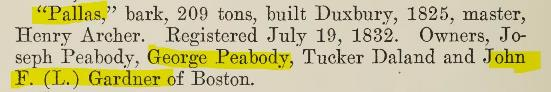 "Pallas," bark, 209 tons, built Duxbury, 1825, master,
Henry Archer. Registered July 19, 1832. Owners, Jo-
seph Peabody, George Peabody, Tucker Daland and John
F. (L.) Gardner of Boston.